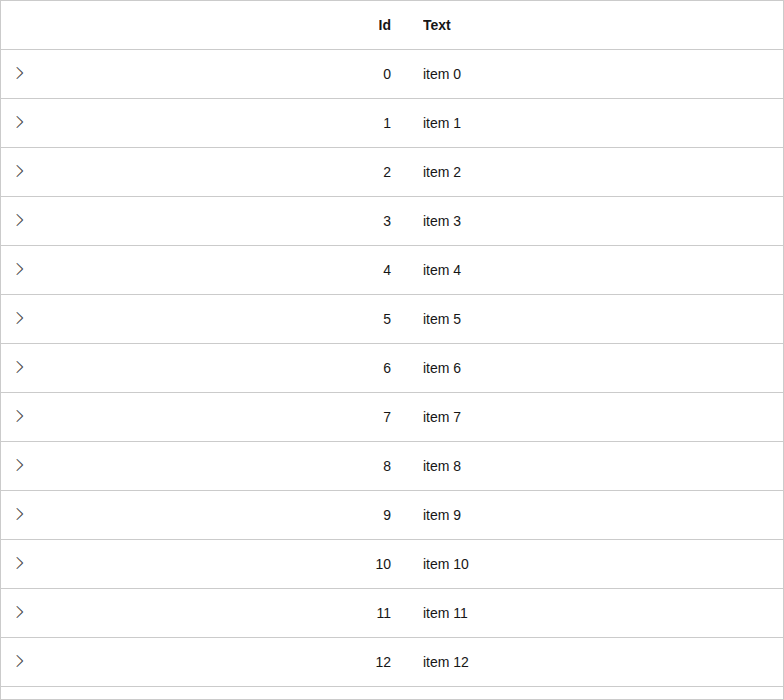 Id Text
0 item 0
1 item 1
2 item 2
3 item 3
4 item 4
5 item 5
6 item 6
7 item 7
8 item 8
9 item 9
10 item 10
11 item 11
12 item 12